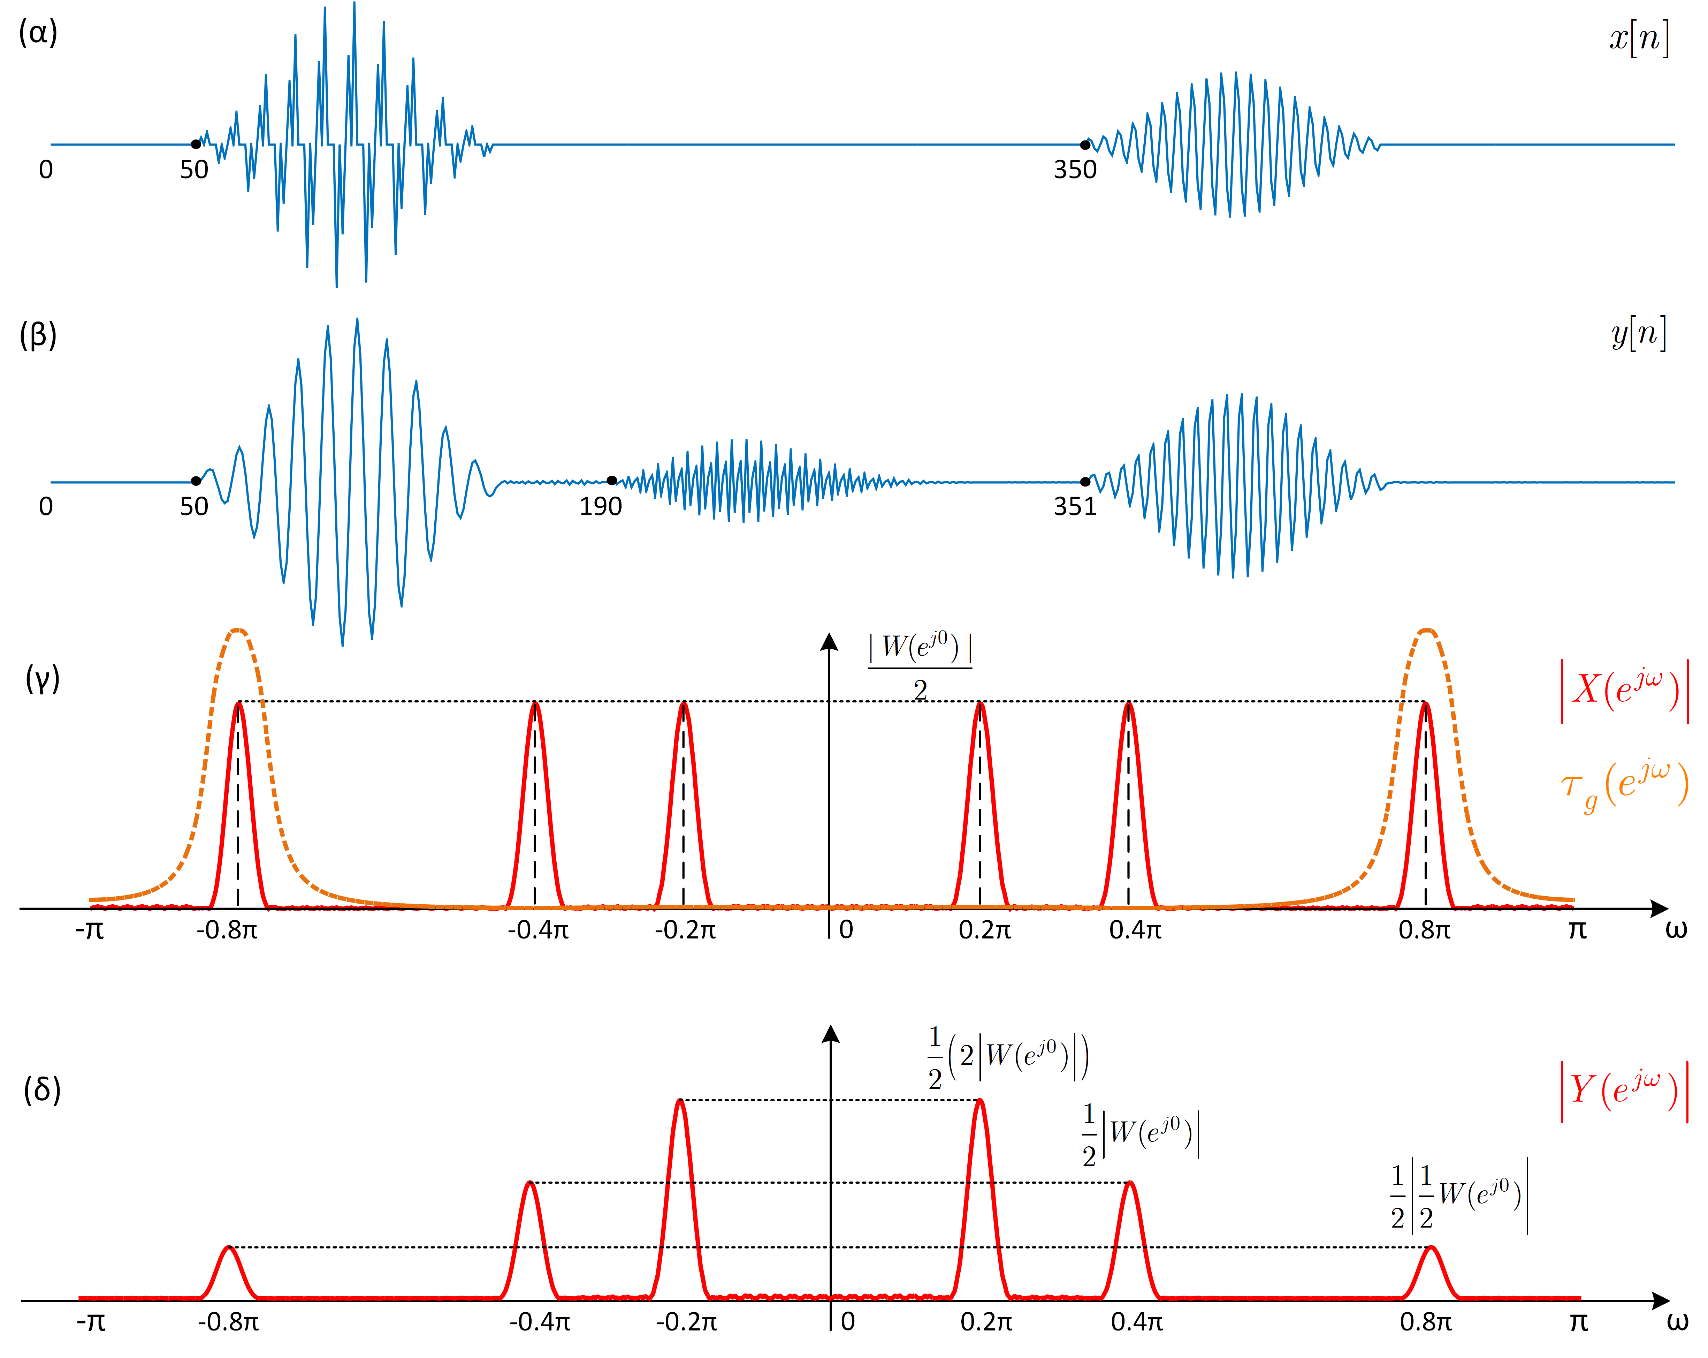 (α) x[n]
0 50 350
(β) y[n]
0 50 190 351
(γ) | W(e^{j0}) | / 2 |X(e^{jω})|
τ_g(e^{jω})
-π -0.8π -0.4π -0.2π 0 0.2π 0.4π 0.8π π ω
(δ) 1/2(2|W(e^{j0})|) |Y(e^{jω})|
1/2|W(e^{j0})|
1/2|1/2 W(e^{j0})|
-π -0.8π -0.4π -0.2π 0 0.2π 0.4π 0.8π π ω